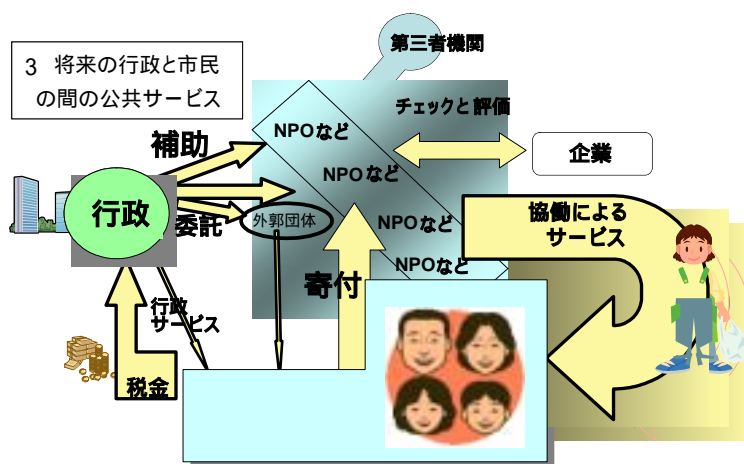 3 将来の行政と市民
の間の公共サービス
第三者機関
チェックと評価
NPOなど
NPOなど
NPOなど
NPOなど
企業
補助
行政
委託
外郭団体
協働による
サービス
寄付
行政
サービス
税金